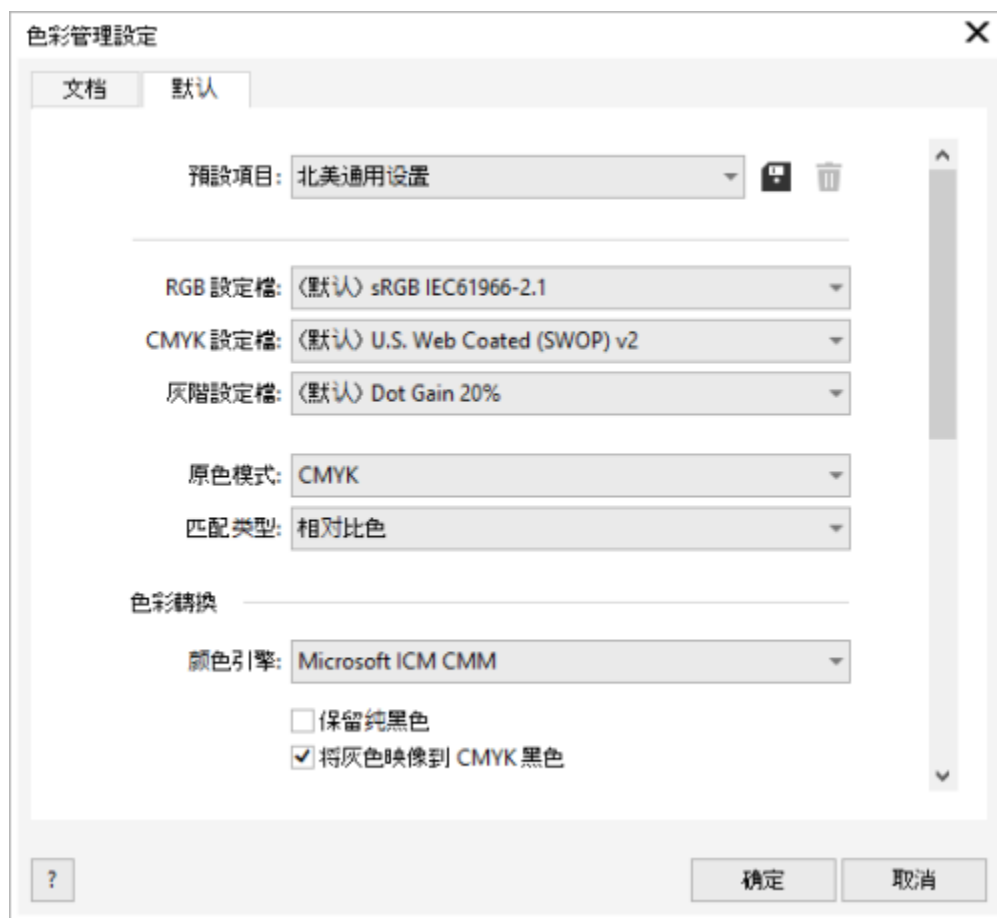 色彩管理設定
文档 默认
預設項目: 北美通用设置
RGB 設定檔: (默认) sRGB IEC61966-2.1
CMYK 設定檔: (默认) U.S. Web Coated (SWOP) v2
灰階設定檔: (默认) Dot Gain 20%
原色模式: CMYK
匹配类型: 相对比色
色彩轉換
颜色引擎: Microsoft ICM CMM
保留纯黑色
将灰色映像到 CMYK 黑色
? 确定 取消